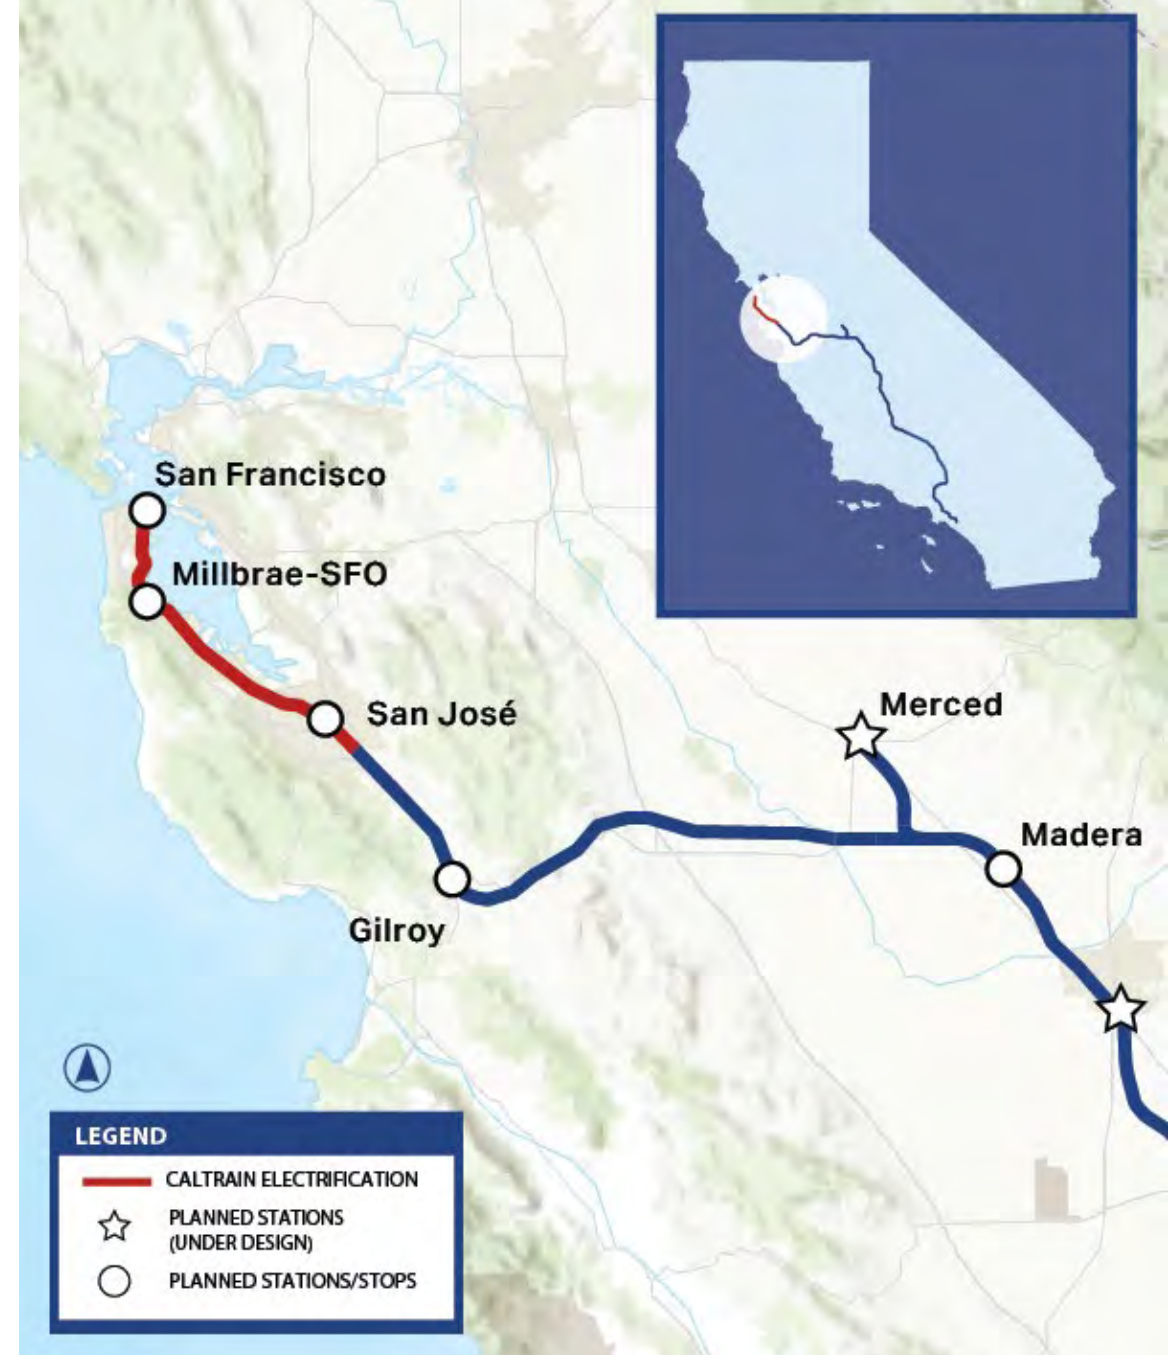 San Francisco
Millbrae-SFO
San José
Merced
Madera
Gilroy
LEGEND
CALTRAIN ELECTRIFICATION
PLANNED STATIONS
(UNDER DESIGN)
PLANNED STATIONS/STOPS